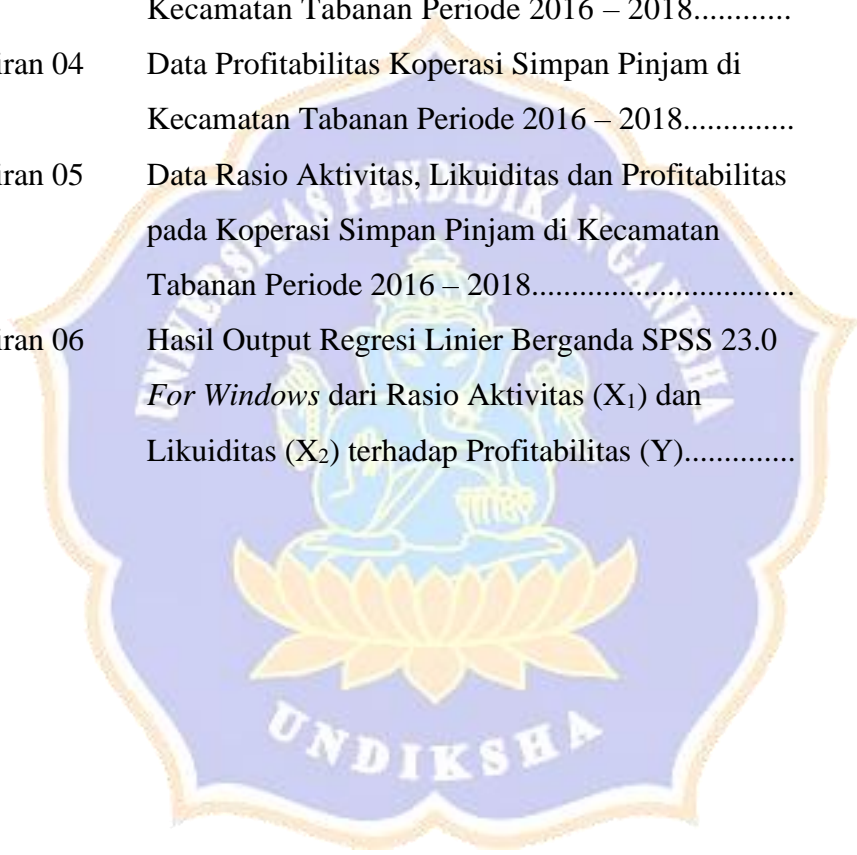 Kecamatan Tabanan Periode 2016 – 2018............
iran 04 Data Profitabilitas Koperasi Simpan Pinjam di
Kecamatan Tabanan Periode 2016 – 2018..............
iran 05 Data Rasio Aktivitas, Likuiditas dan Profitabilitas
pada Koperasi Simpan Pinjam di Kecamatan
Tabanan Periode 2016 – 2018.................................
iran 06 Hasil Output Regresi Linier Berganda SPSS 23.0
For Windows dari Rasio Aktivitas (X₁) dan
Likuiditas (X₂) terhadap Profitabilitas (Y)..............
UNIVERSITAS PENDIDIKAN GANESHA
UNDIKSHA